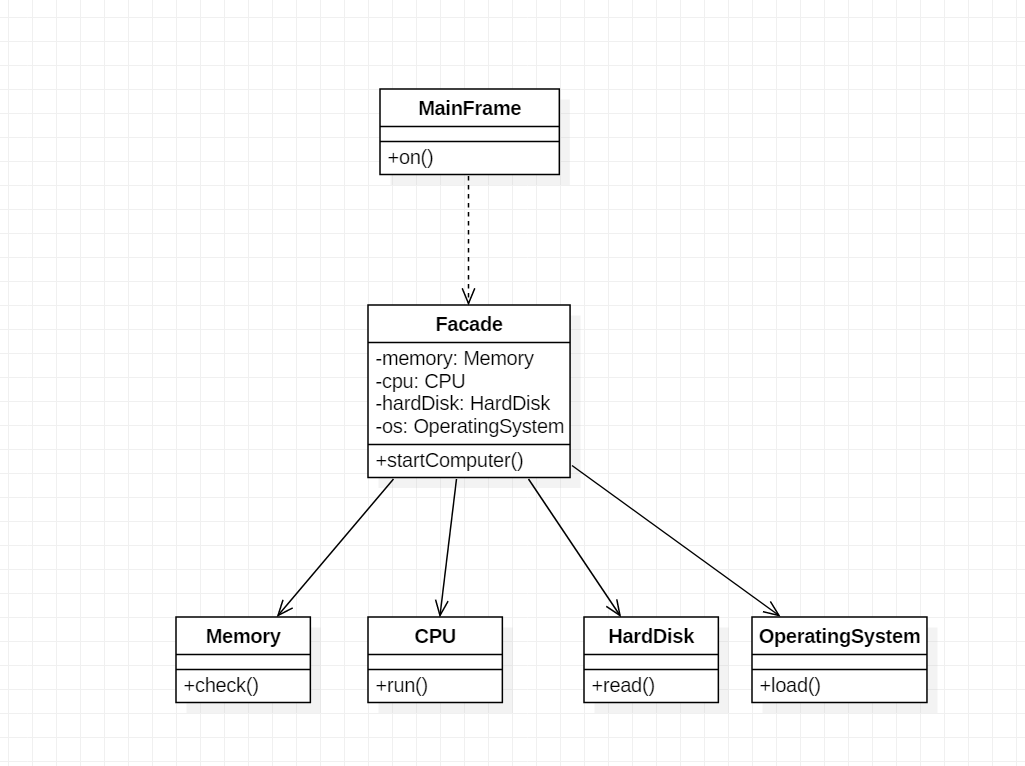 MainFrame
+on()
Facade
-memory: Memory
-cpu: CPU
-hardDisk: HardDisk
-os: OperatingSystem
+startComputer()
Memory
+check()
CPU
+run()
HardDisk
+read()
OperatingSystem
+load()